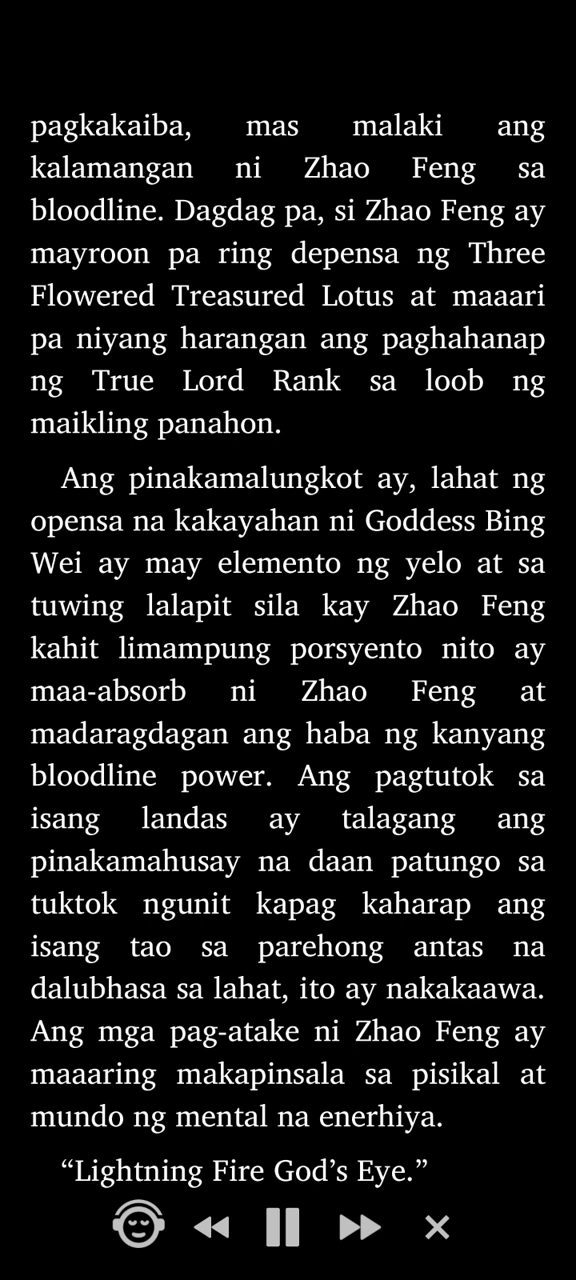 pagkakaiba, mas malaki ang
kalamangan ni Zhao Feng sa
bloodline. Dagdag pa, si Zhao Feng ay
mayroon pa ring depensa ng Three
Flowered Treasured Lotus at maaari
pa niyang harangan ang paghahanap
ng True Lord Rank sa loob ng
maikling panahon.
Ang pinakamalungkot ay, lahat ng
opensa na kakayahan ni Goddess Bing
Wei ay may elemento ng yelo at sa
tuwing lalapit sila kay Zhao Feng
kahit limampung porsyento nito ay
maa-absorb ni Zhao Feng at
madaragdagan ang haba ng kanyang
bloodline power. Ang pagtutok sa
isang landas ay talagang ang
pinakamahusay na daan patungo sa
tuktok ngunit kapag kaharap ang
isang tao sa parehong antas na
dalubhasa sa lahat, ito ay nakakaawa.
Ang mga pag-atake ni Zhao Feng ay
maaaring makapinsala sa pisikal at
mundo ng mental na enerhiya.
“Lightning Fire God’s Eye.”